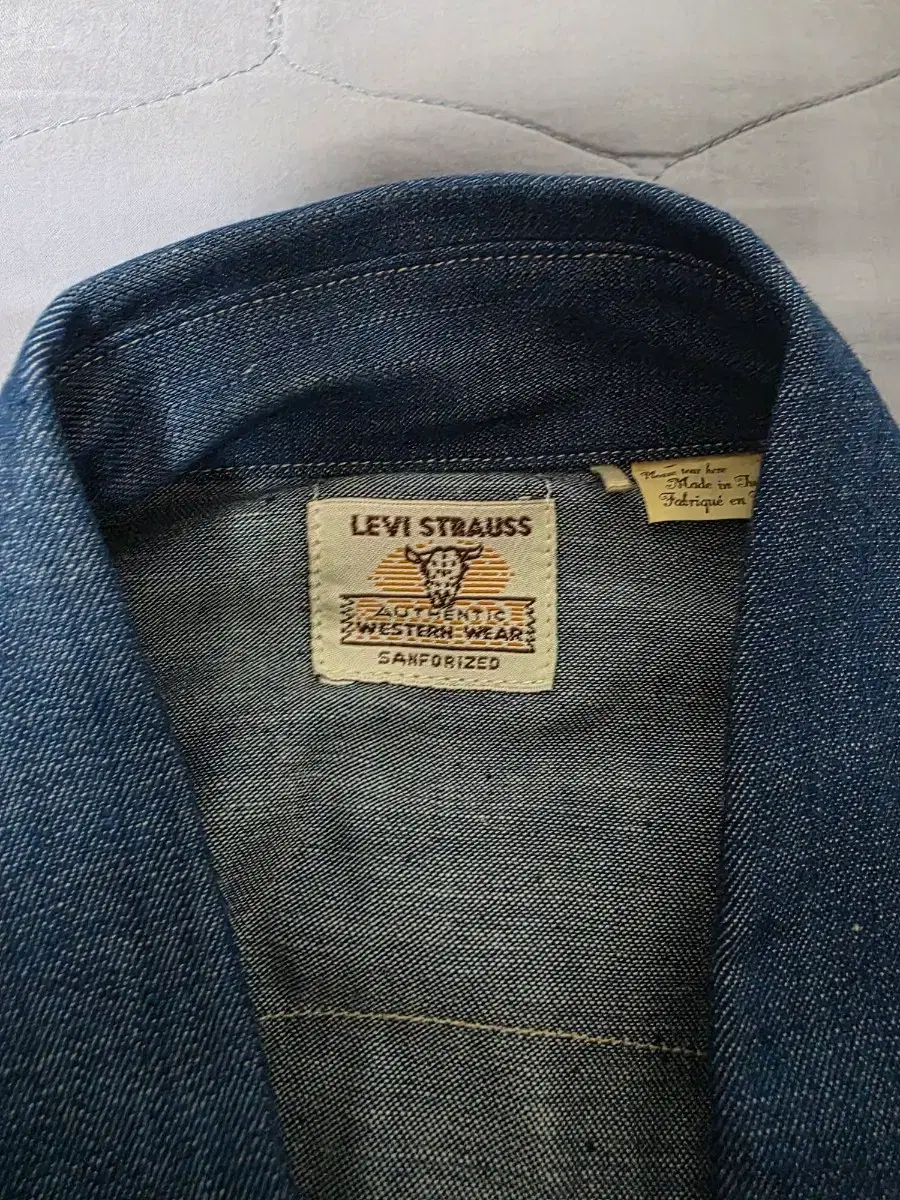 LEVI STRAUSS
AUTHENTIC
WESTERN WEAR
SANFORIZED
Please tear here
Made in
Fabriqué en